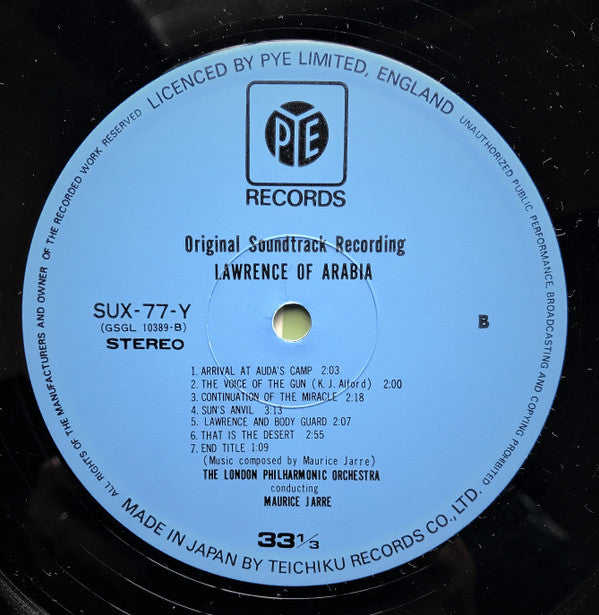 LICENCED BY PYE LIMITED, ENGLAND
UNAUTHORIZED PUBLIC PERFORMANCE, BROADCASTING AND COPYING PROHIBITED.
ALL RIGHTS OF THE MANUFACTURERS AND OWNER OF THE RECORDED WORK RESERVED
PYE
RECORDS
Original Soundtrack Recording
LAWRENCE OF ARABIA
SUX-77-Y
(GSGL 10389-B)
STEREO
B
1. ARRIVAL AT AUDA'S CAMP 2:03
2. THE VOICE OF THE GUN (K. J. Alford) 2:00
3. CONTINUATION OF THE MIRACLE 2:18
4. SUN'S ANVIL 3:13
5. LAWRENCE AND BODY GUARD 2:07
6. THAT IS THE DESERT 2:55
7. END TITLE 1:09
(Music composed by Maurice Jarre)
THE LONDON PHILHARMONIC ORCHESTRA
conducting
MAURICE JARRE
33 1/3
MADE IN JAPAN BY TEICHIKU RECORDS CO., LTD.